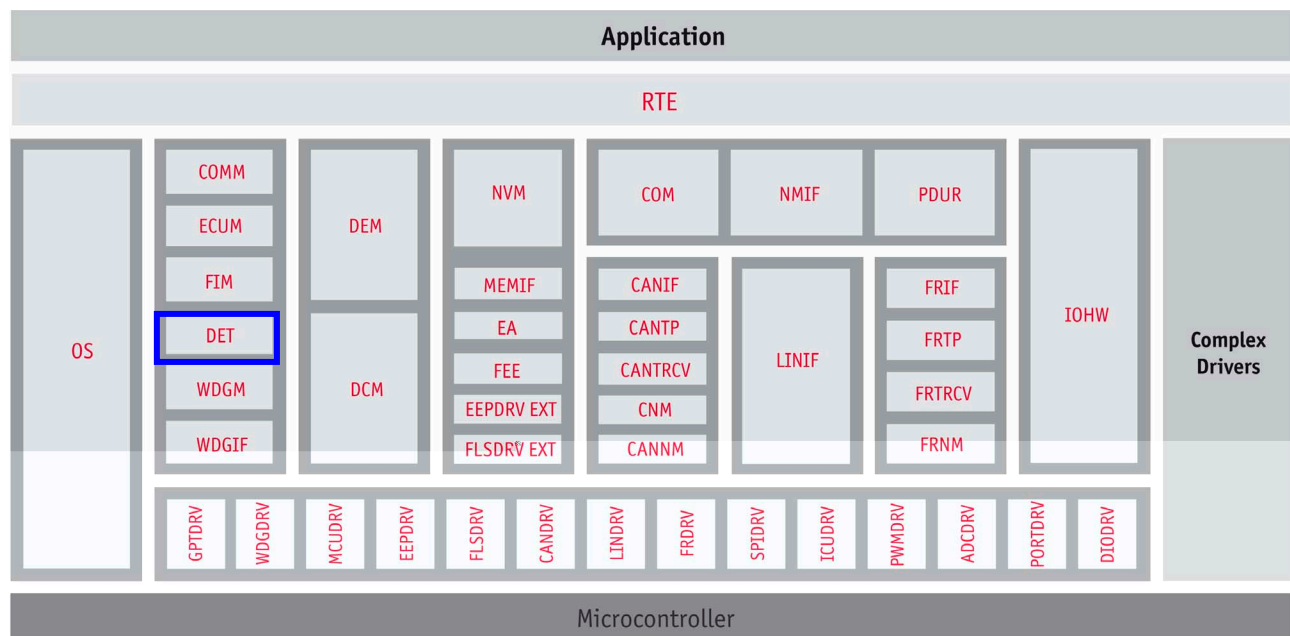 Application
RTE
OS
COMM
ECUM
FIM
DET
WDGM
WDGIF
DEM
DCM
NVM
MEMIF
EA
FEE
EEPDRV EXT
FLSDRV EXT
COM
NMIF
PDUR
CANIF
CANTP
CANTRCV
CNM
CANNM
LINIF
FRIF
FRTP
FRTRCV
FRNM
IOHW
Complex
Drivers
GPTDRV
WDGDRV
MCUDRV
EEPDRV
FLSDRV
CANDRV
LINDRV
FRDRV
SPIDRV
ICUDRV
PWMDRV
ADCDRV
PORTDRV
DIODRV
Microcontroller